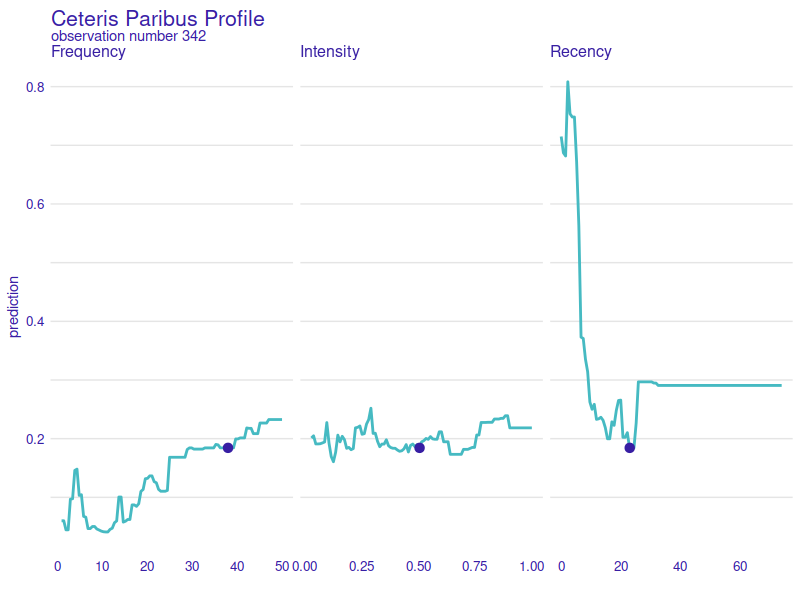 Ceteris Paribus Profile
observation number 342
Frequency Intensity Recency
0.8
0.6
0.4
0.2
prediction
0 10 20 30 40 50 0.00 0.25 0.50 0.75 1.00 0 20 40 60